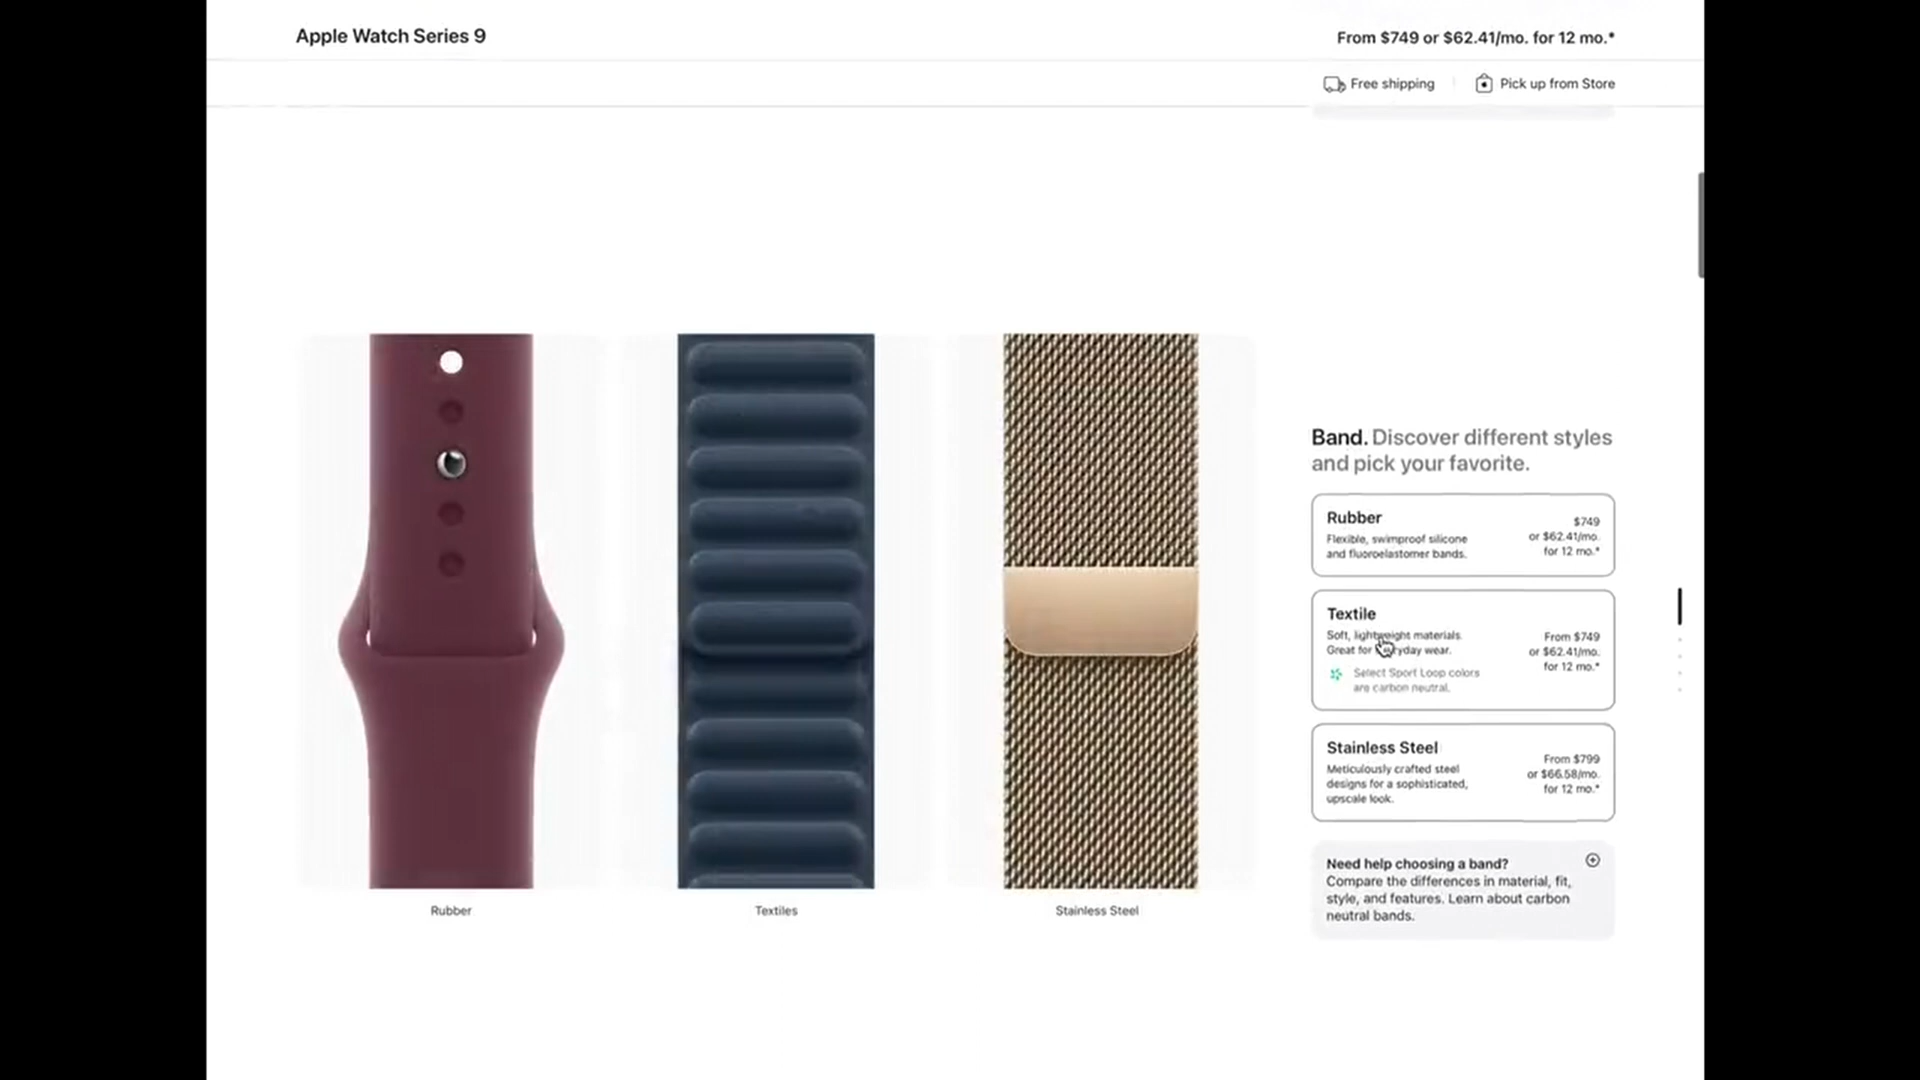 Apple Watch Series 9
From $749 or $62.41/mo. for 12 mo.*
Free shipping
Pick up from Store
Band. Discover different styles
and pick your favorite.
Rubber
Flexible, swimproof silicone
and fluoroelastomer bands.
$749
or $62.41/mo.
for 12 mo.*
Textile
Soft, lightweight materials.
Great for everyday wear.
Select Sport Loop colors
are carbon neutral.
From $749
or $62.41/mo.
for 12 mo.*
Stainless Steel
Meticulously crafted steel
designs for a sophisticated,
upscale look.
From $799
or $66.58/mo.
for 12 mo.*
Need help choosing a band?
Compare the differences in material, fit,
style, and features. Learn about carbon
neutral bands.
Rubber
Textiles
Stainless Steel